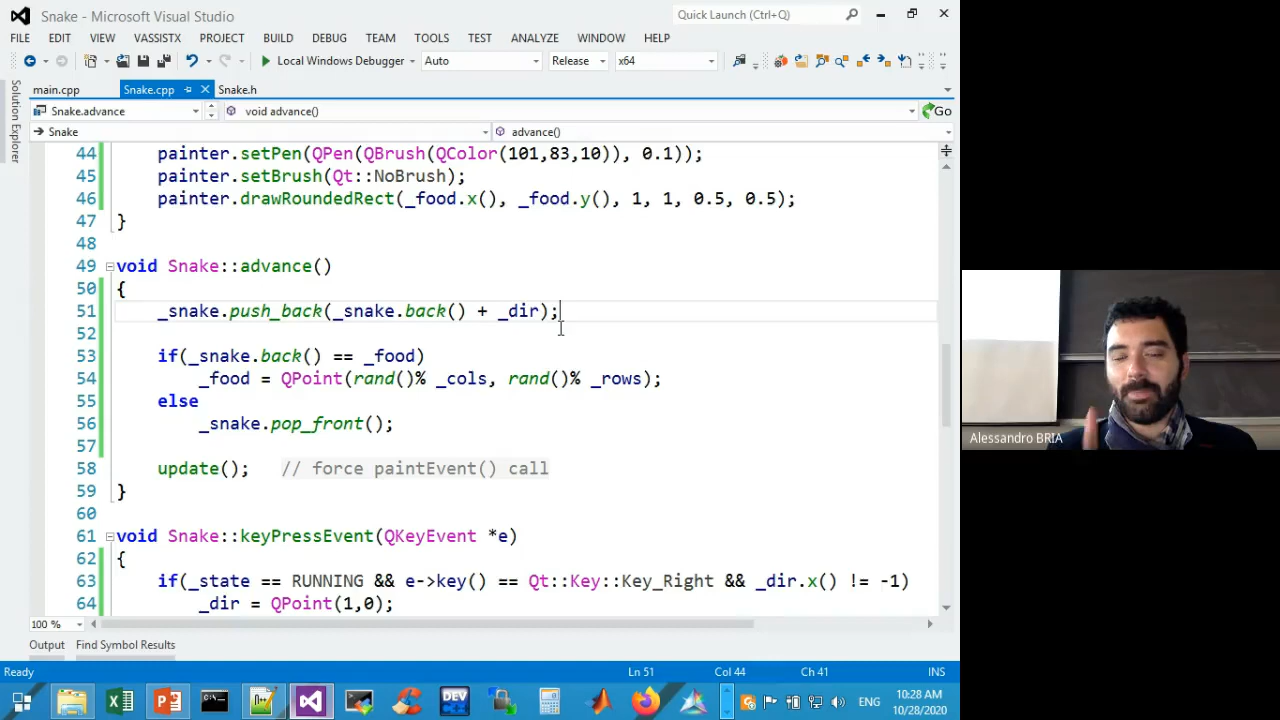 Snake - Microsoft Visual Studio
Quick Launch (Ctrl+Q)
FILE EDIT VIEW VASSISTX PROJECT BUILD DEBUG TEAM TOOLS TEST ANALYZE WINDOW HELP
Local Windows Debugger Auto Release x64
main.cpp Snake.cpp Snake.h
Solution Explorer
Snake.advance void advance() Go
Snake advance()
44 painter.setPen(QPen(QBrush(QColor(101,83,10)), 0.1));
45 painter.setBrush(Qt::NoBrush);
46 painter.drawRoundedRect(_food.x(), _food.y(), 1, 1, 0.5, 0.5);
47 }
48
49 void Snake::advance()
50 {
51 _snake.push_back(_snake.back() + _dir);
52
53 if(_snake.back() == _food)
54 _food = QPoint(rand()% _cols, rand()% _rows);
55 else
56 _snake.pop_front();
57
58 update(); // force paintEvent() call
59 }
60
61 void Snake::keyPressEvent(QKeyEvent *e)
62 {
63 if(_state == RUNNING && e->key() == Qt::Key::Key_Right && _dir.x() != -1)
64 _dir = QPoint(1,0);
100 %
Output Find Symbol Results
Ready Ln 51 Col 44 Ch 41 INS
DEV
ENG
10:28 AM
10/28/2020
Alessandro BRIA